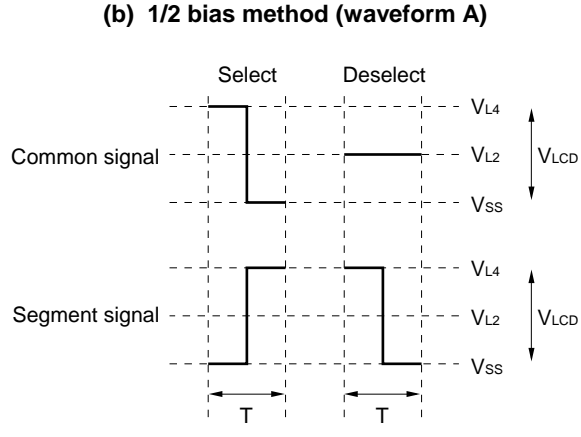 (b) 1/2 bias method (waveform A)
Select Deselect
VL4
Common signal VL2 VLCD
VSS
VL4
Segment signal VL2 VLCD
VSS
T T